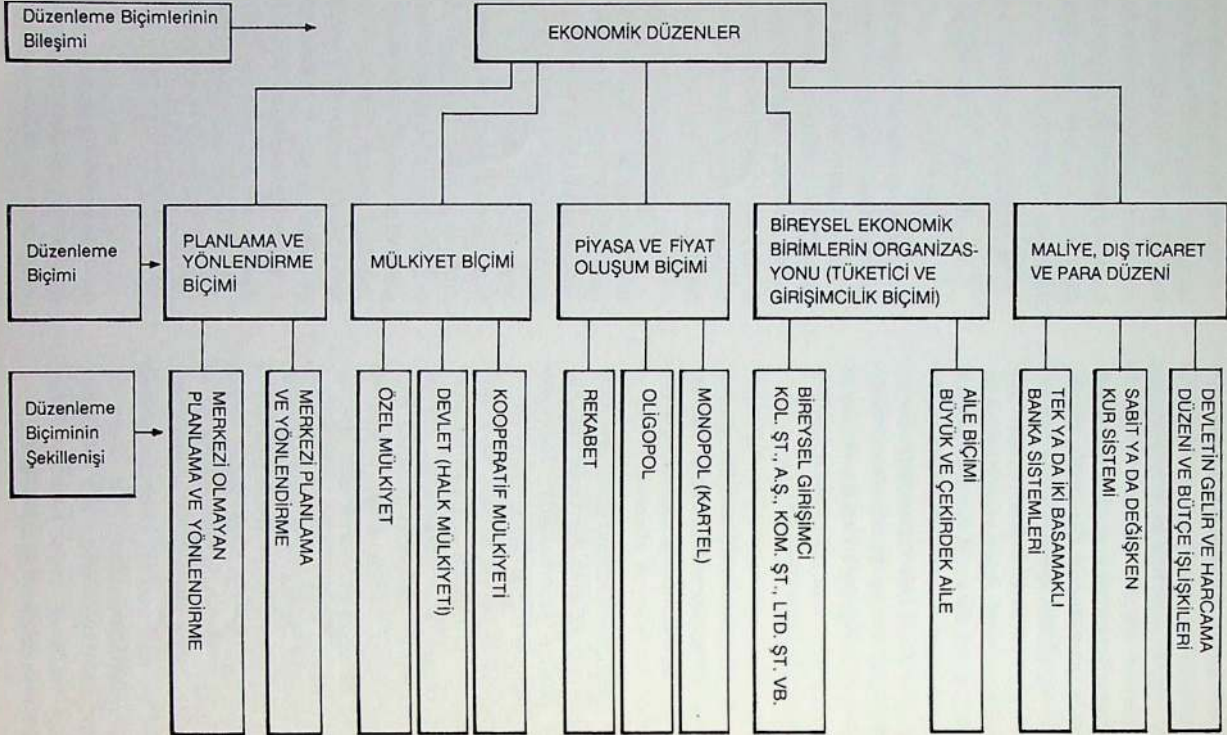 Düzenleme Biçimlerinin
Bileşimi
EKONOMİK DÜZENLER
Düzenleme
Biçimi
PLANLAMA VE
YÖNLENDİRME
BİÇİMİ
MÜLKİYET BİÇİMİ
PİYASA VE FİYAT
OLUŞUM BİÇİMİ
BİREYSEL EKONOMİK
BİRİMLERİN ORGANİZAS-
YONU (TÜKETİCİ VE
GİRİŞİMCİLİK BİÇİMİ)
MALİYE, DIŞ TİCARET
VE PARA DÜZENİ
Düzenleme
Biçiminin
Şekillenişi
MERKEZİ OLMAYAN
PLANLAMA VE YÖNLENDİRME
MERKEZİ PLANLAMA
VE YÖNLENDİRME
ÖZEL MÜLKİYET
DEVLET (HALK MÜLKİYETİ)
KOOPERATİF MÜLKİYETİ
REKABET
OLİGOPOL
MONOPOL (KARTEL)
BİREYSEL GİRİŞİMCİ
KOL. ŞT., A.Ş., KOM. ŞT., LTD. ŞT. VB.
AİLE BİÇİMİ
BÜYÜK VE ÇEKİRDEK AİLE
TEK YA DA İKİ BASAMAKLI
BANKA SİSTEMLERİ
SABİT YA DA DEĞİŞKEN
KUR SİSTEMİ
DEVLETİN GELİR VE HARCAMA
DÜZENİ VE BÜTÇE İŞLİŞKİLERİ